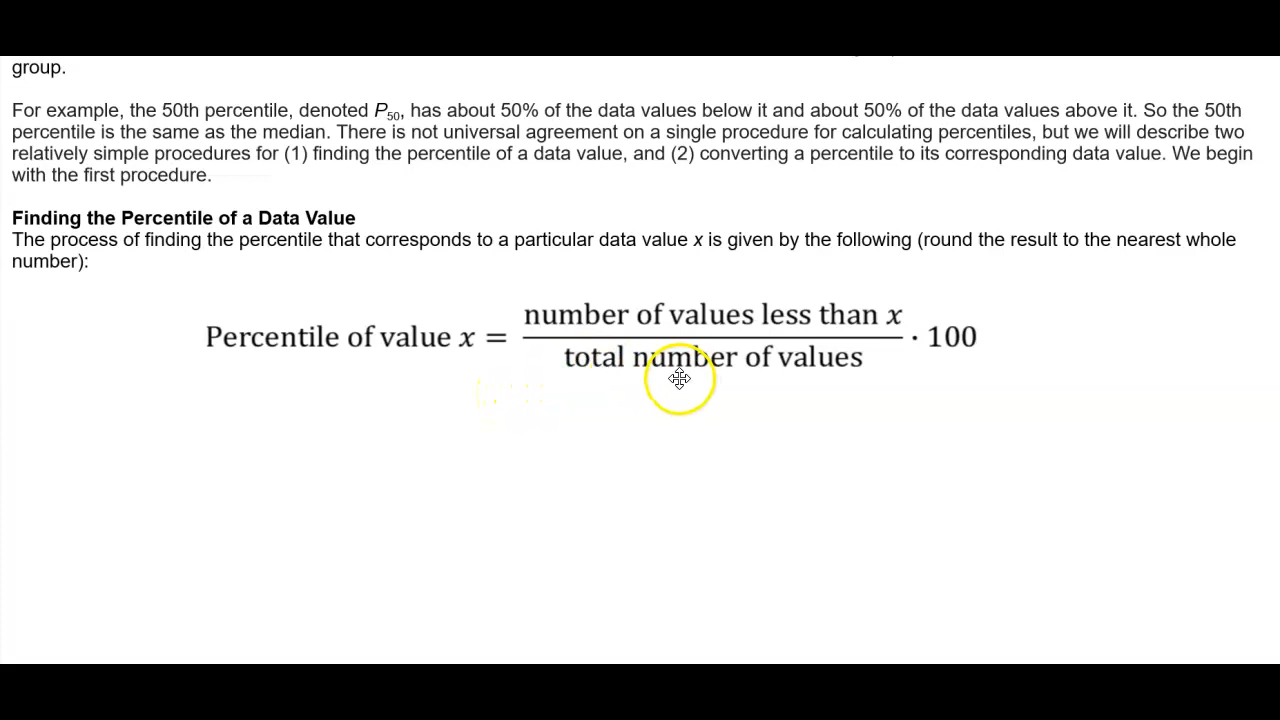 group.
For example, the 50th percentile, denoted P50, has about 50% of the data values below it and about 50% of the data values above it. So the 50th
percentile is the same as the median. There is not universal agreement on a single procedure for calculating percentiles, but we will describe two
relatively simple procedures for (1) finding the percentile of a data value, and (2) converting a percentile to its corresponding data value. We begin
with the first procedure.
Finding the Percentile of a Data Value
The process of finding the percentile that corresponds to a particular data value x is given by the following (round the result to the nearest whole
number):
number of values less than x
Percentile of value x = · 100
total number of values